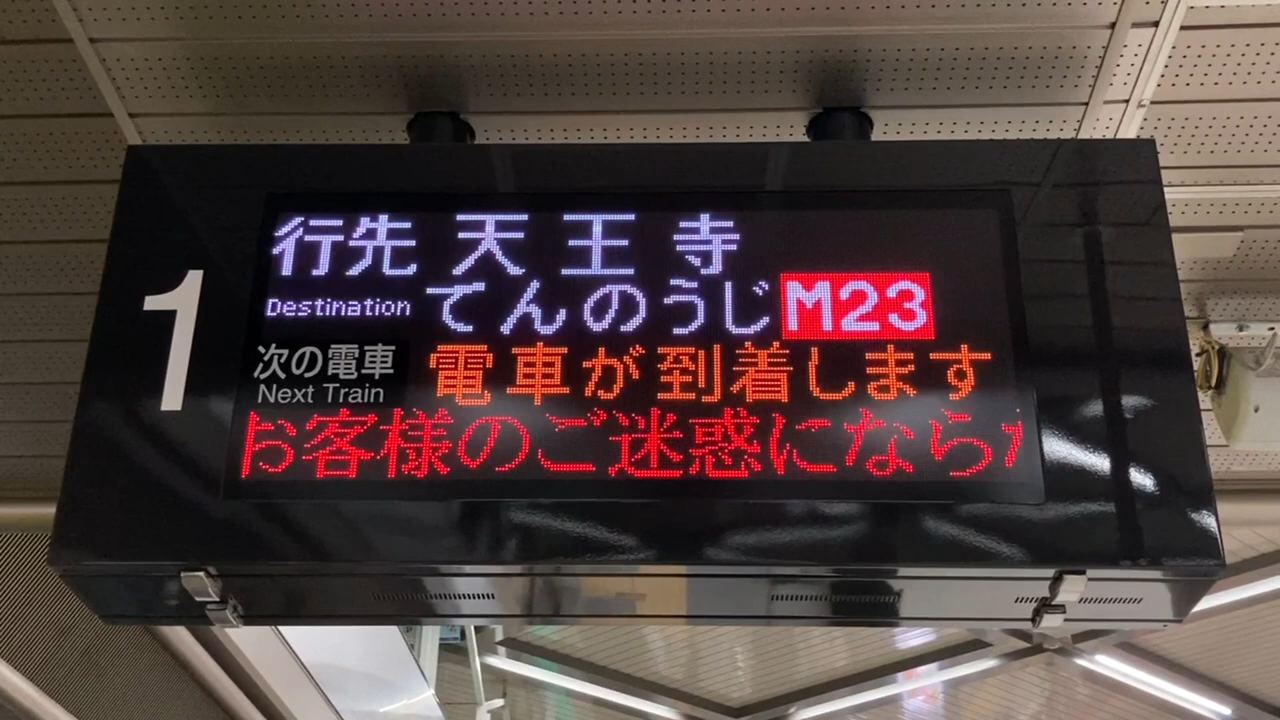 1
行先 天王寺
Destination てんのうじ M23
次の電車 電車が到着します
Next Train
お客様のご迷惑になら